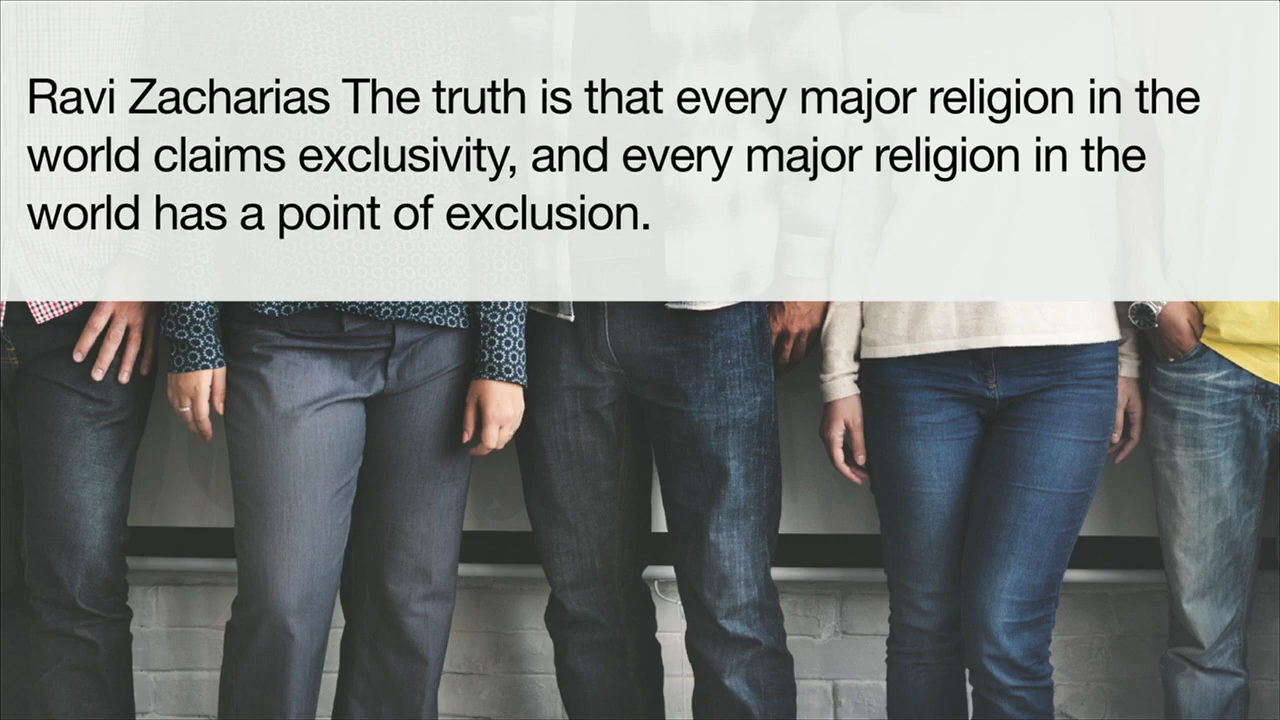 Ravi Zacharias The truth is that every major religion in the
world claims exclusivity, and every major religion in the
world has a point of exclusion.